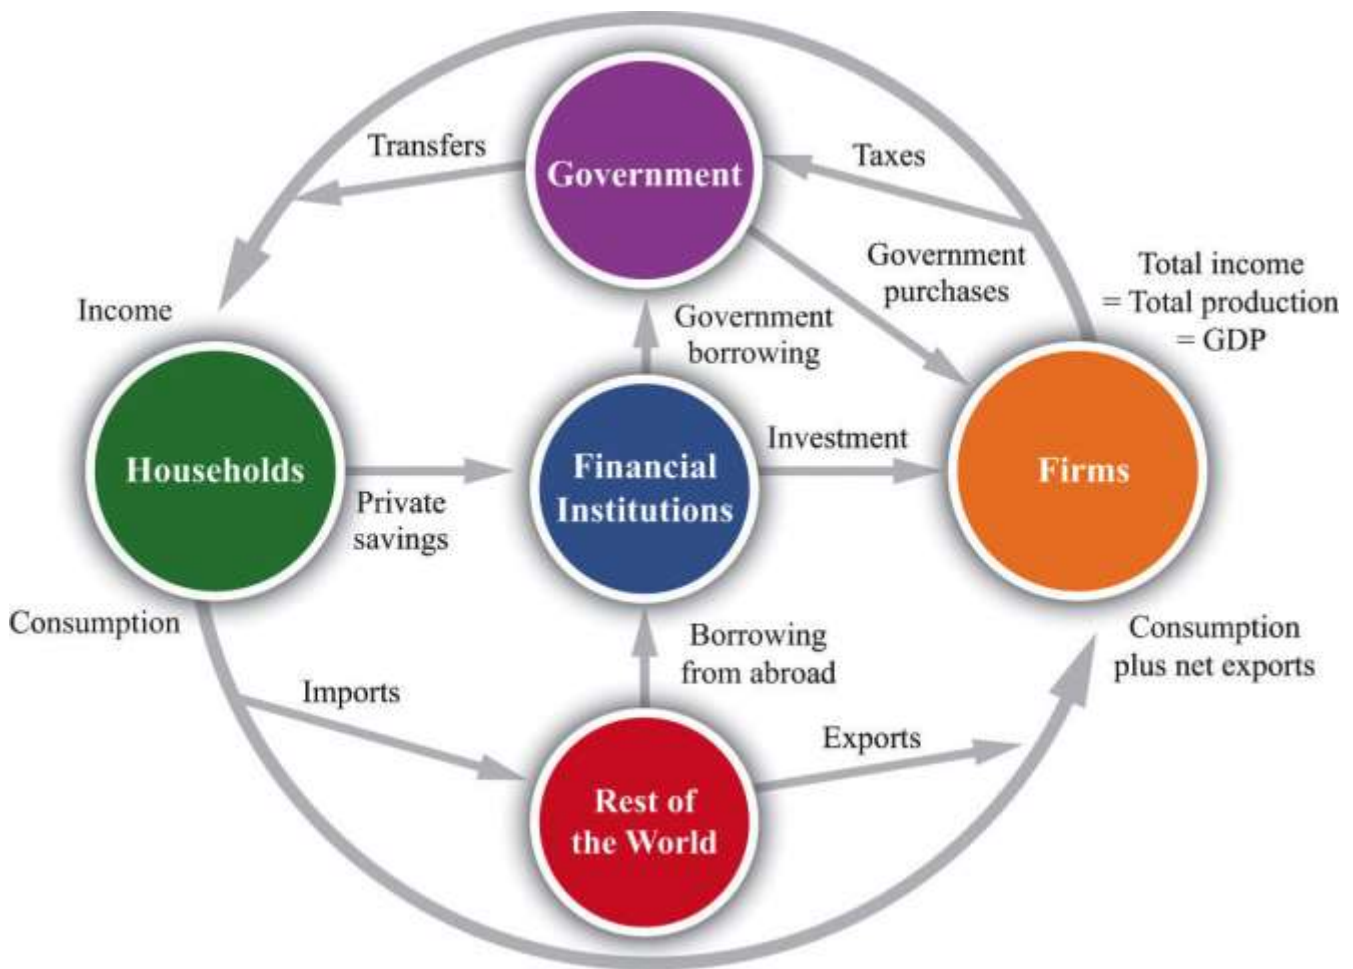 Transfers
Government
Taxes
Government
purchases
Total income
= Total production
= GDP
Income
Government
borrowing
Households
Private
savings
Financial
Institutions
Investment
Firms
Consumption
Imports
Borrowing
from abroad
Exports
Consumption
plus net exports
Rest of
the World